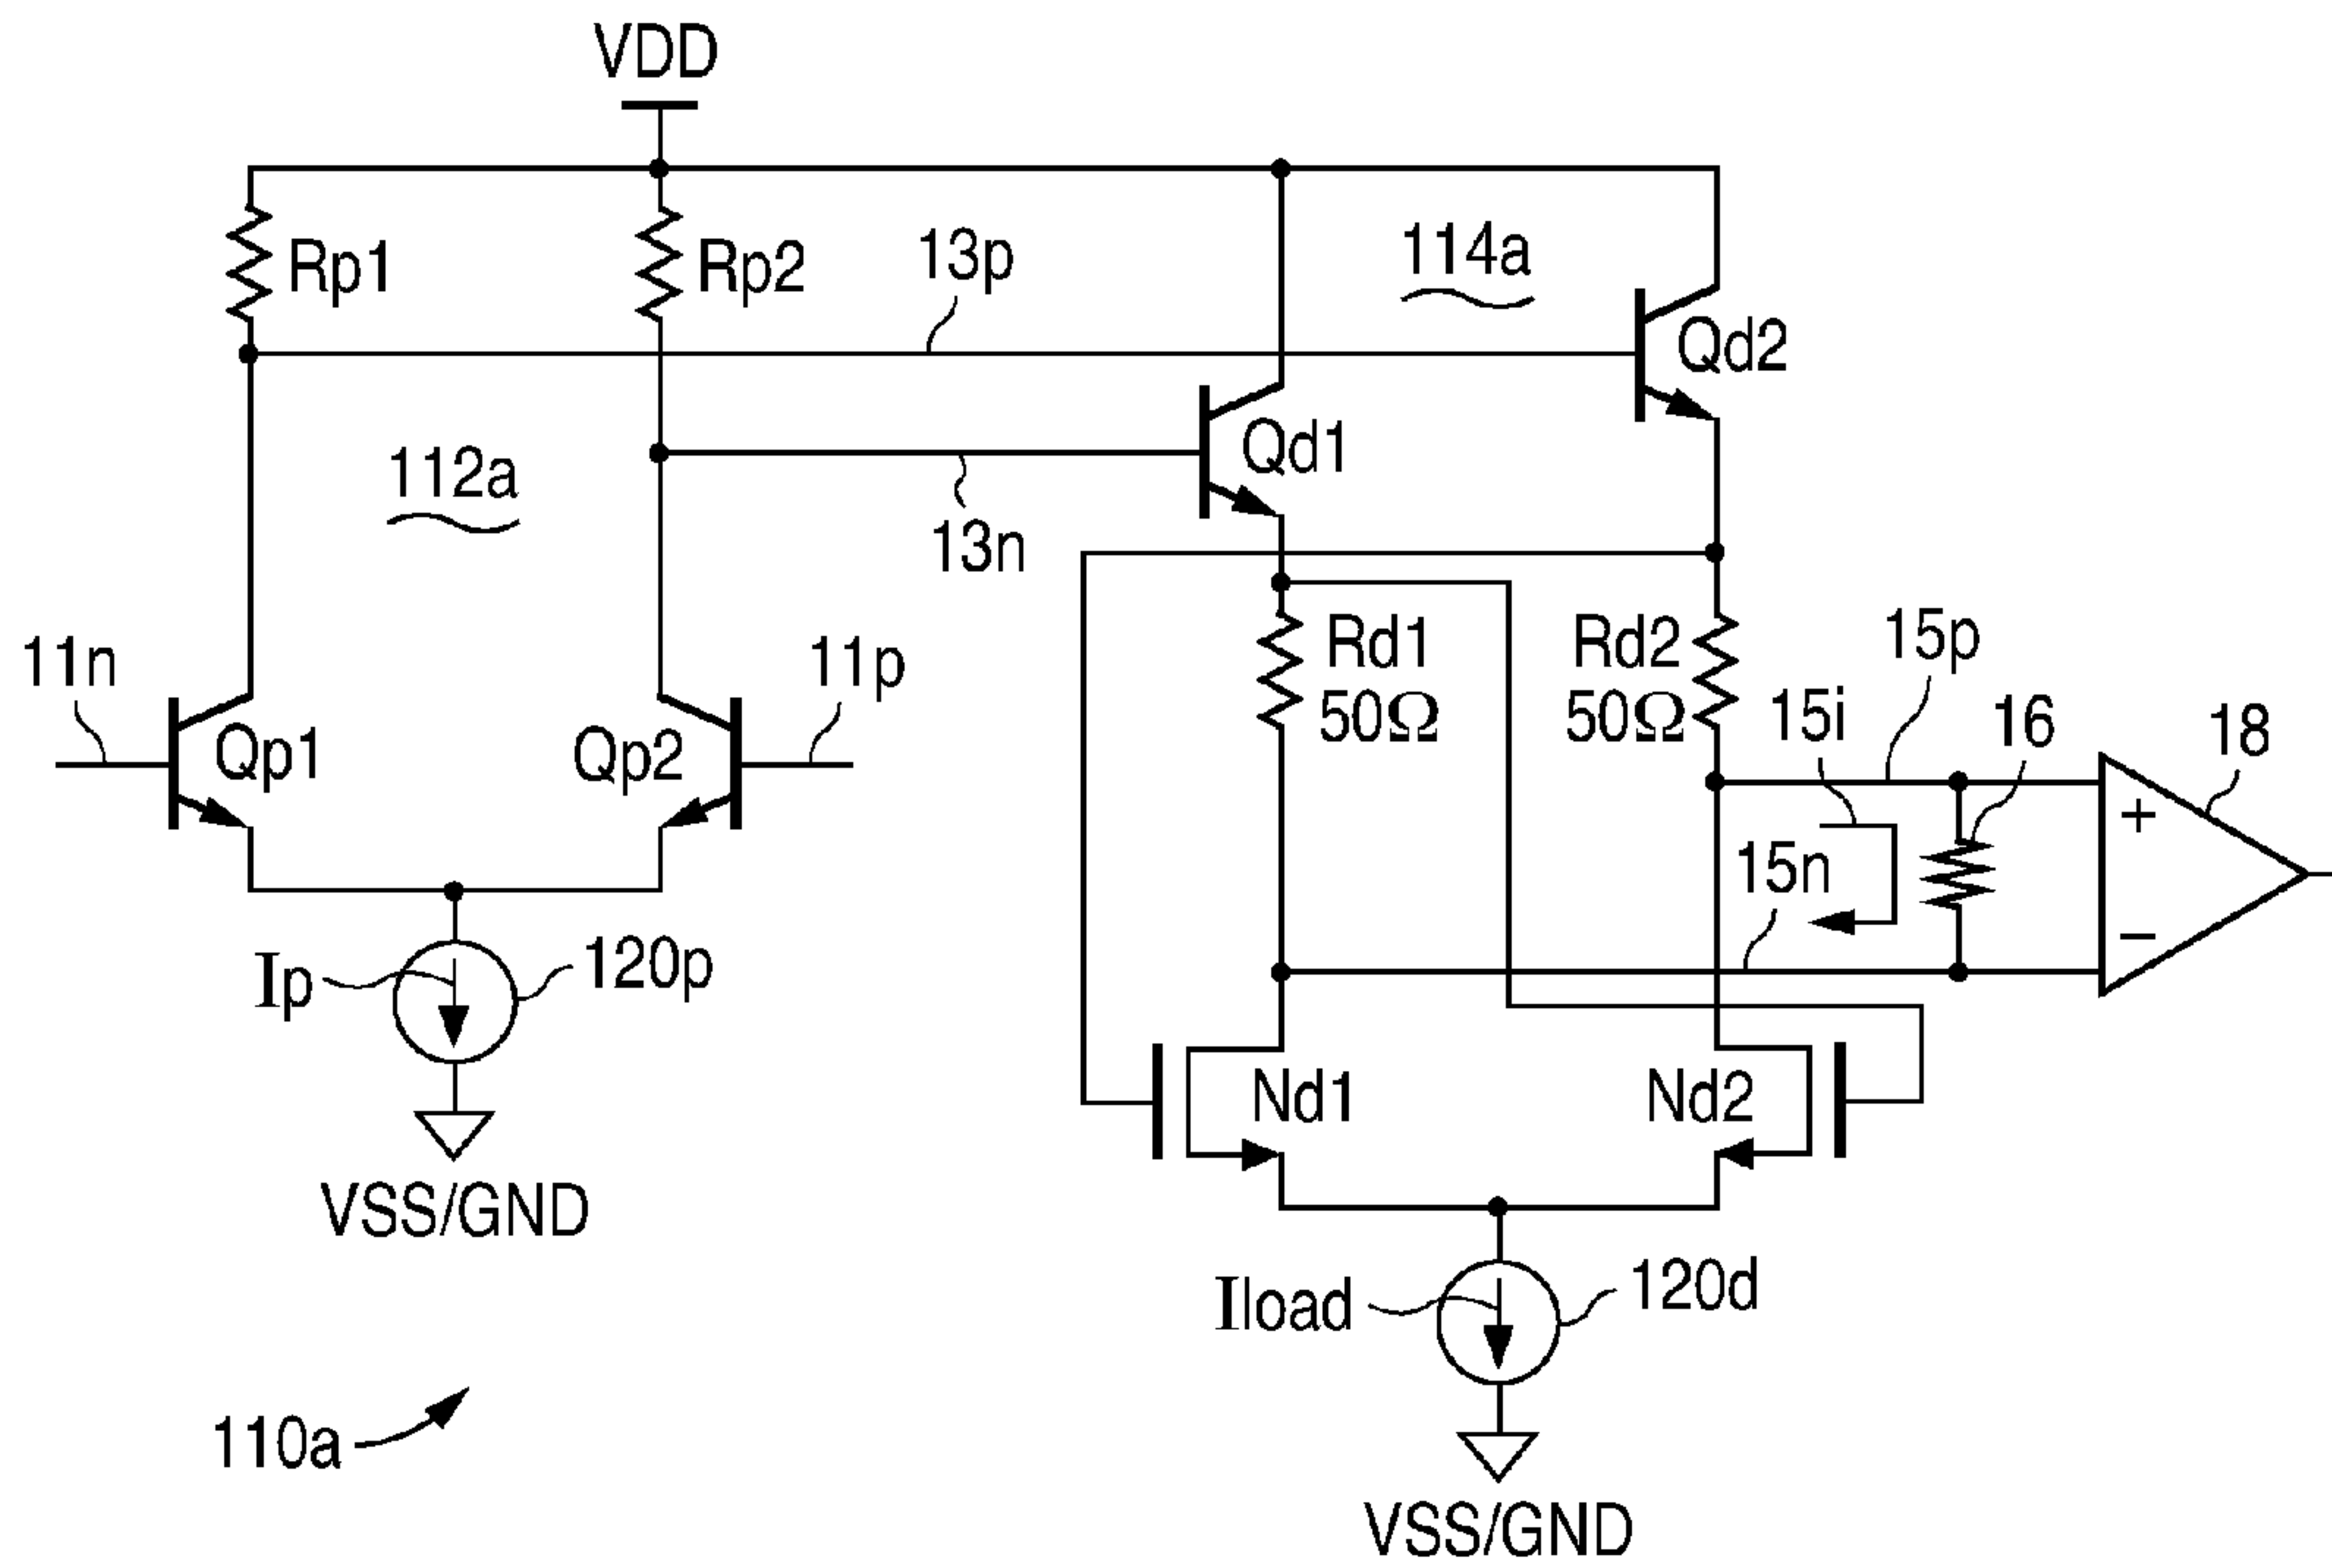 VDD
Rp1
Rp2
13p
114a
Qd2
112a
Qd1
13n
11n
11p
Rd1
50Ω
Rd2
50Ω
15p
15i
16
18
Qp1
Qp2
+
15n
−
Ip
120p
Nd1
Nd2
VSS/GND
Iload
120d
110a
VSS/GND